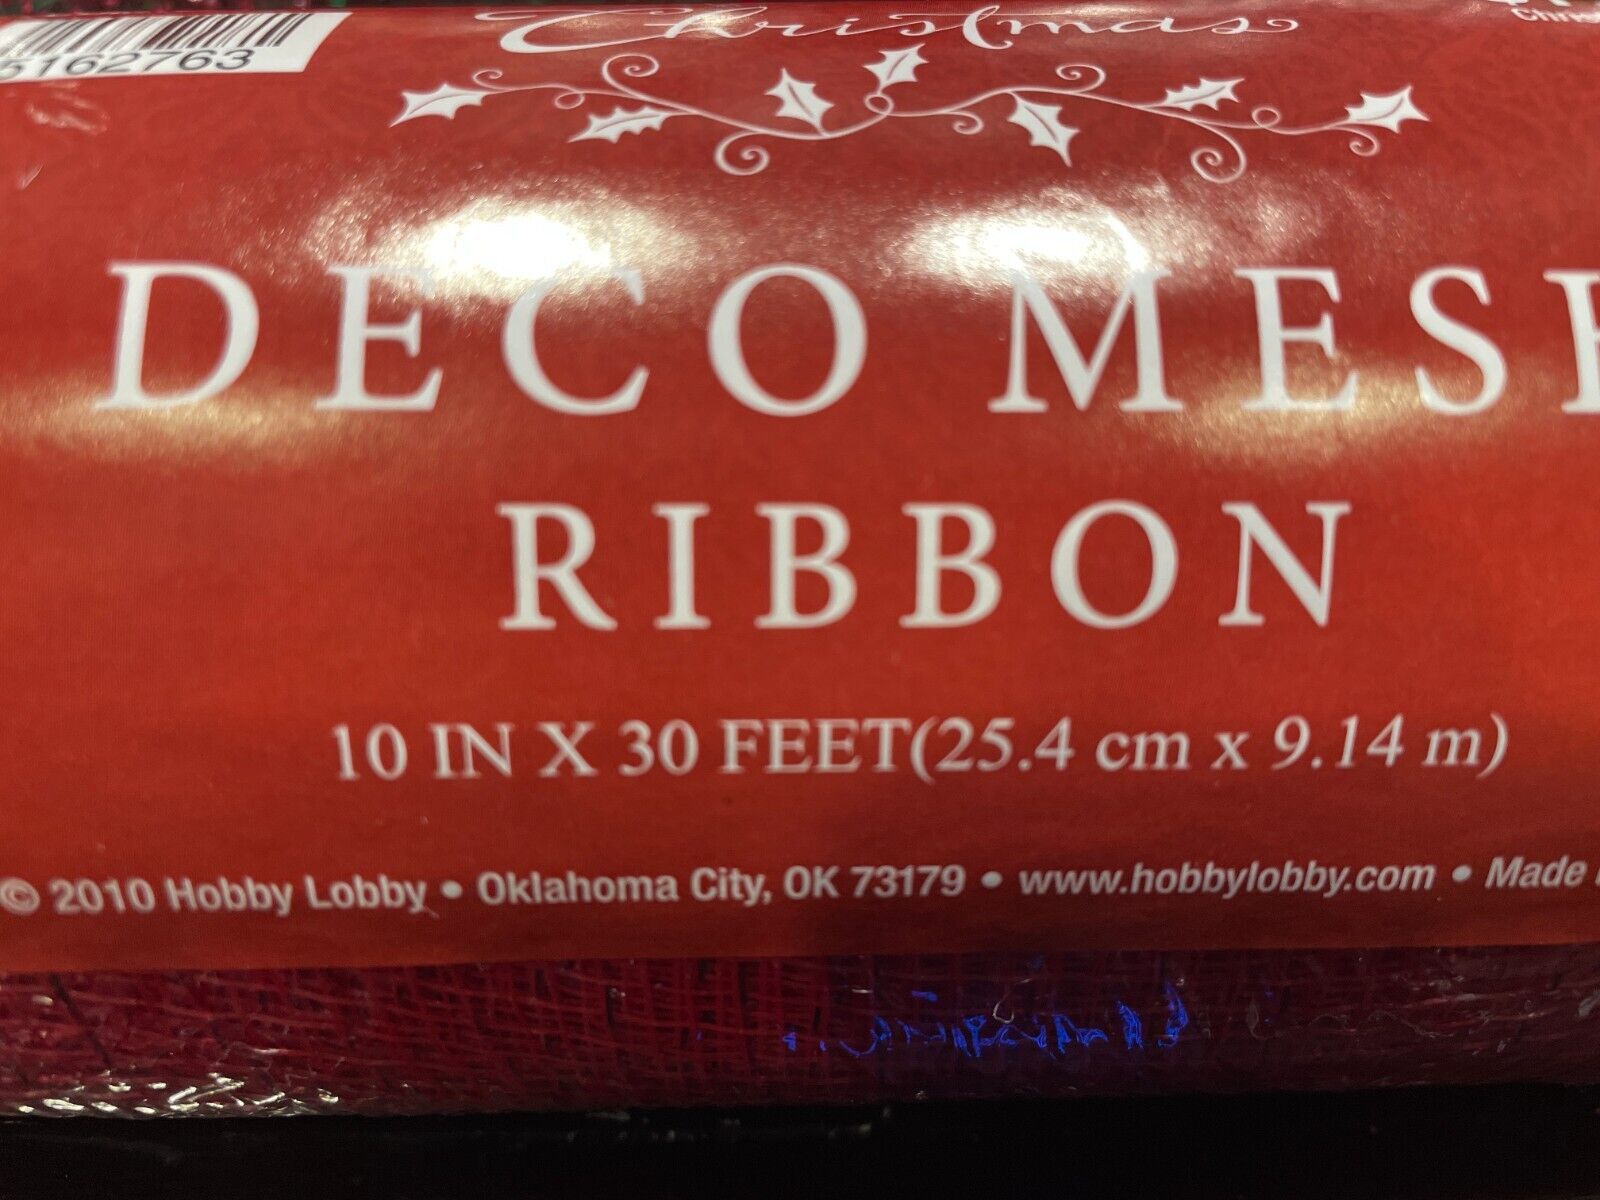 Christmas
5162763
DECO MESH
RIBBON
10 IN X 30 FEET(25.4 cm x 9.14 m)
© 2010 Hobby Lobby • Oklahoma City, OK 73179 • www.hobbylobby.com • Made